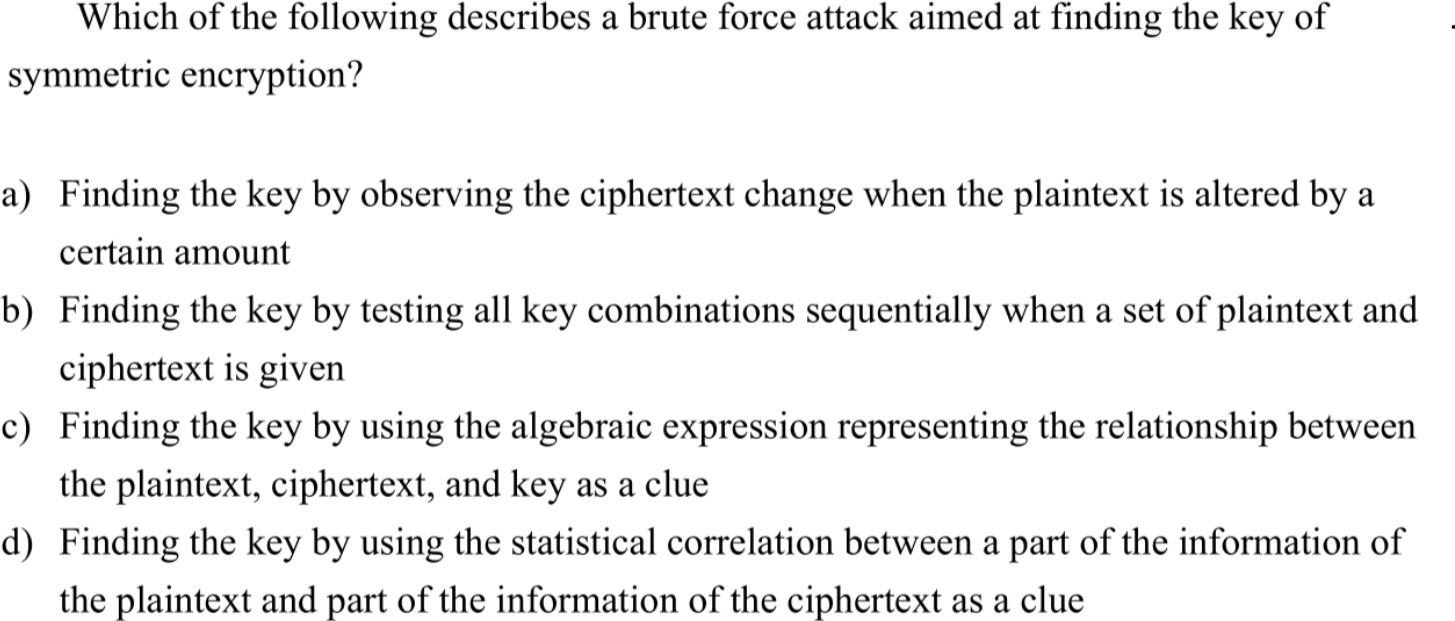 Which of the following describes a brute force attack aimed at finding the key of
symmetric encryption?
a) Finding the key by observing the ciphertext change when the plaintext is altered by a
certain amount
b) Finding the key by testing all key combinations sequentially when a set of plaintext and
ciphertext is given
c) Finding the key by using the algebraic expression representing the relationship between
the plaintext, ciphertext, and key as a clue
d) Finding the key by using the statistical correlation between a part of the information of
the plaintext and part of the information of the ciphertext as a clue